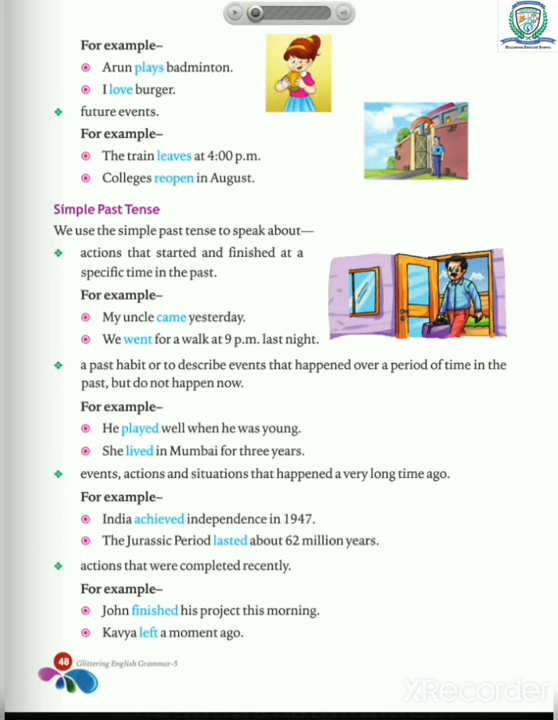 For example–
Arun plays badminton.
I love burger.
future events.
For example–
The train leaves at 4:00 p.m.
Colleges reopen in August.
Simple Past Tense
We use the simple past tense to speak about—
actions that started and finished at a
specific time in the past.
For example–
My uncle came yesterday.
We went for a walk at 9 p.m. last night.
a past habit or to describe events that happened over a period of time in the
past, but do not happen now.
For example–
He played well when he was young.
She lived in Mumbai for three years.
events, actions and situations that happened a very long time ago.
For example–
India achieved independence in 1947.
The Jurassic Period lasted about 62 million years.
actions that were completed recently.
For example–
John finished his project this morning.
Kavya left a moment ago.
48 Glittering English Grammar-5
XRecorder